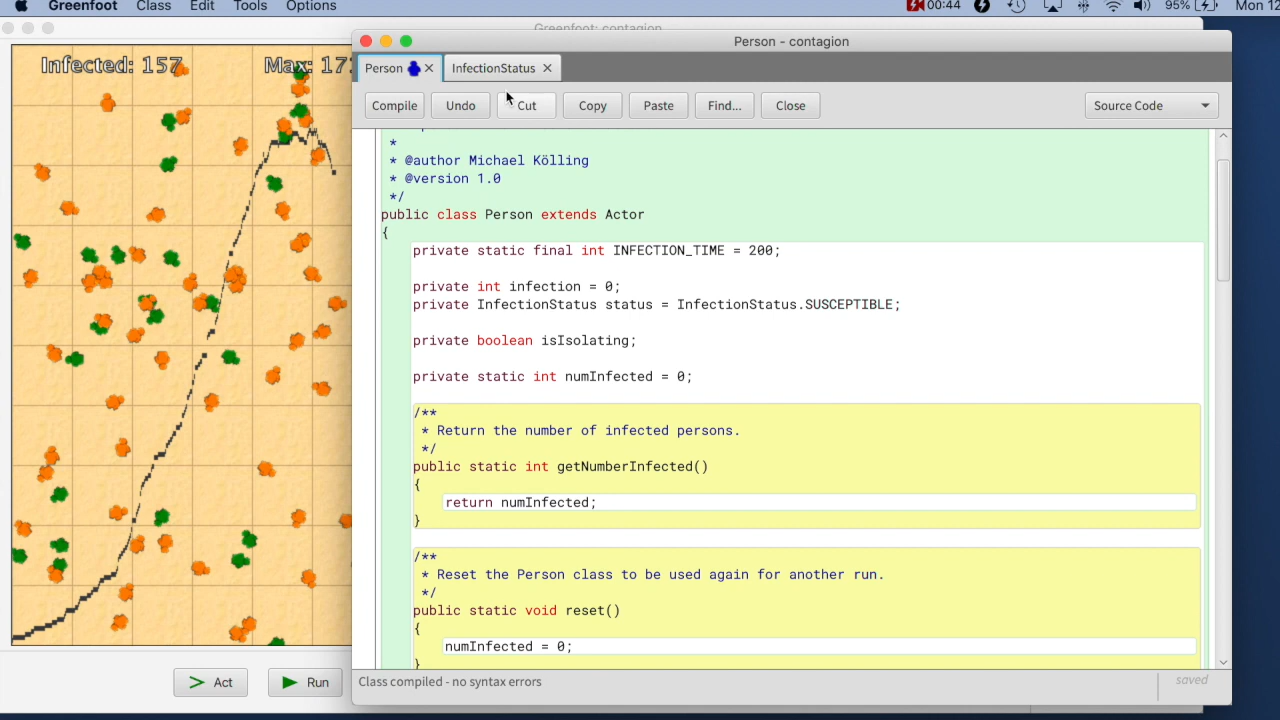 Greenfoot Class Edit Tools Options 00:44 95% Mon 12
Greenfoot: contagion
Person - contagion
Infected: 157 Max: 17
Person InfectionStatus
Compile Undo Cut Copy Paste Find... Close Source Code
*
* @author Michael Kölling
* @version 1.0
*/
public class Person extends Actor
{
private static final int INFECTION_TIME = 200;
private int infection = 0;
private InfectionStatus status = InfectionStatus.SUSCEPTIBLE;
private boolean isIsolating;
private static int numInfected = 0;
/**
* Return the number of infected persons.
*/
public static int getNumberInfected()
{
return numInfected;
}
/**
* Reset the Person class to be used again for another run.
*/
public static void reset()
{
numInfected = 0;
}
Act Run
Class compiled - no syntax errors
saved